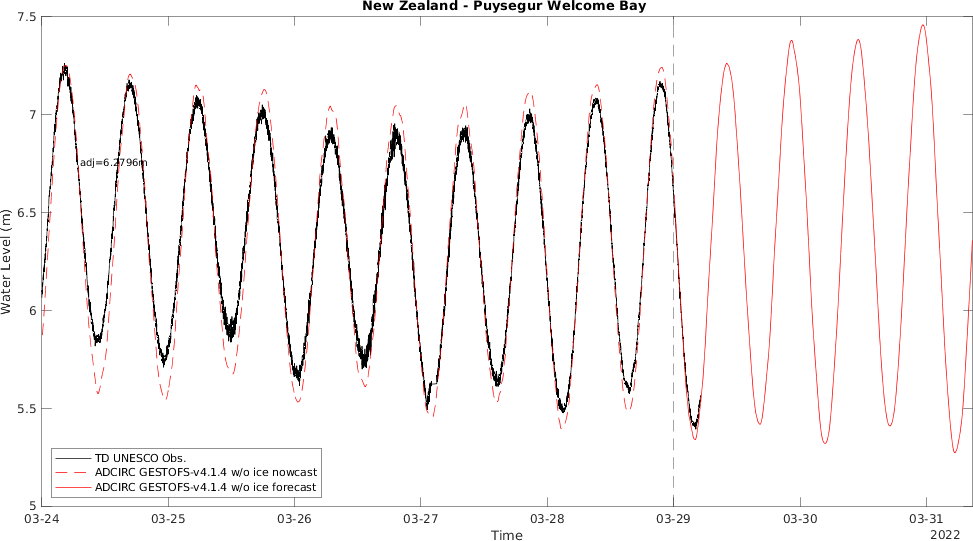 New Zealand - Puysegur Welcome Bay
7.5
7
6.5
6
5.5
5
Water Level (m)
adj=6.2796m
TD UNESCO Obs.
ADCIRC GESTOFS-v4.1.4 w/o ice nowcast
ADCIRC GESTOFS-v4.1.4 w/o ice forecast
03-24 03-25 03-26 03-27 03-28 03-29 03-30 03-31
Time
2022